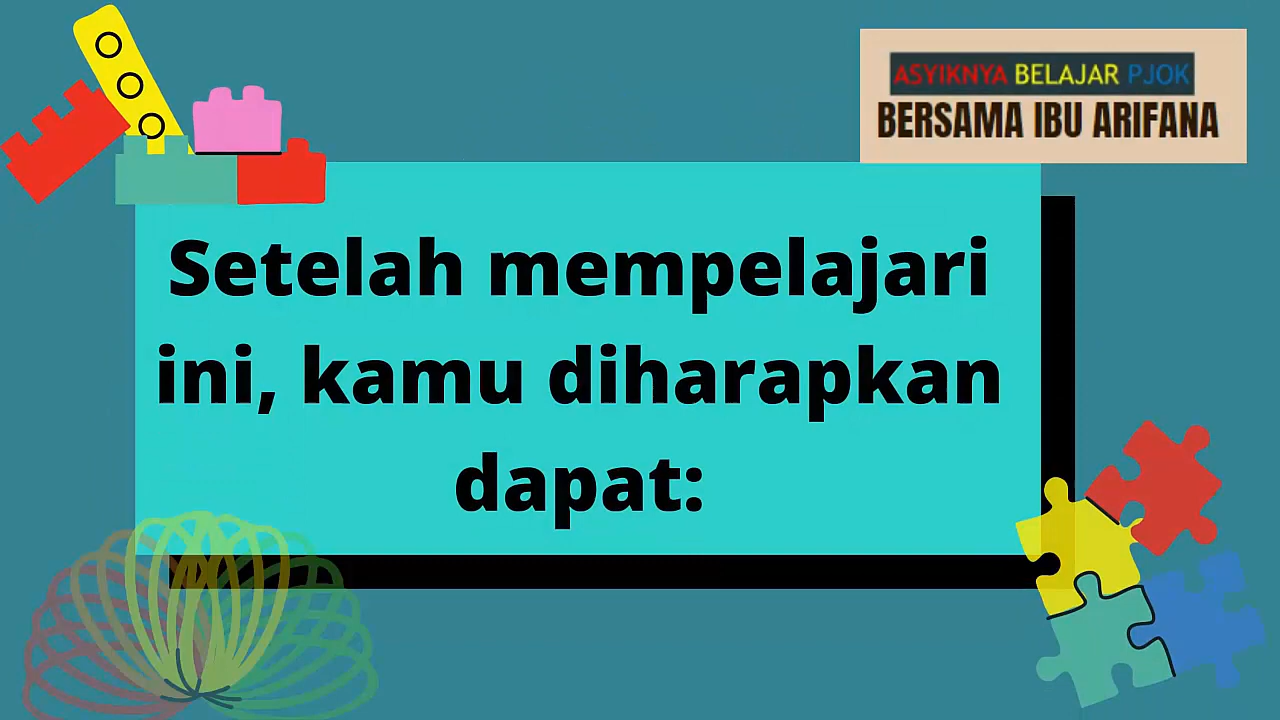 ASYIKNYA BELAJAR PJOK
BERSAMA IBU ARIFANA
Setelah mempelajari
ini, kamu diharapkan
dapat: